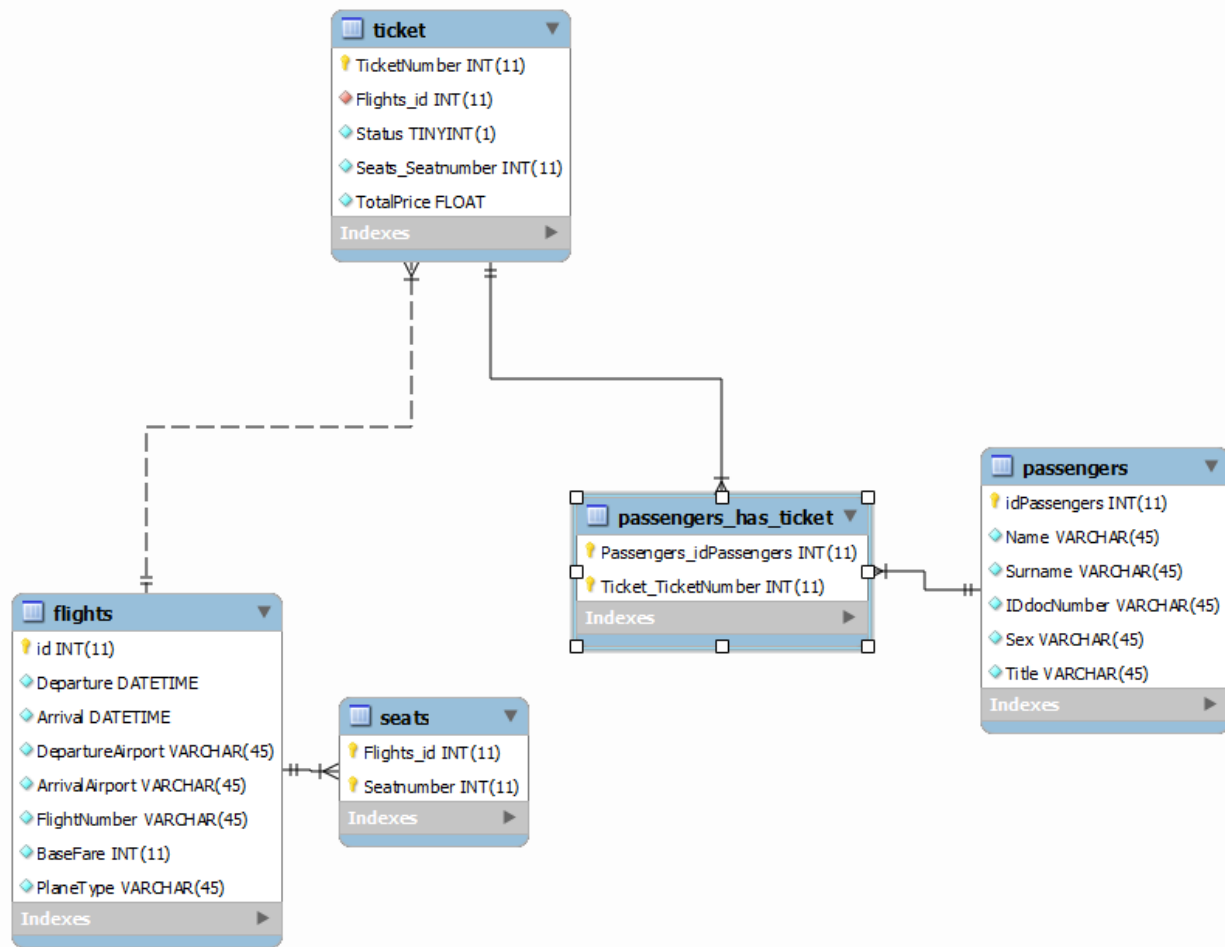 ticket
TicketNumber INT(11)
Flights_id INT(11)
Status TINYINT(1)
Seats_Seatnumber INT(11)
TotalPrice FLOAT
Indexes
passengers_has_ticket
Passengers_idPassengers INT(11)
Ticket_TicketNumber INT(11)
Indexes
passengers
idPassengers INT(11)
Name VARCHAR(45)
Surname VARCHAR(45)
IDdocNumber VARCHAR(45)
Sex VARCHAR(45)
Title VARCHAR(45)
Indexes
flights
id INT(11)
Departure DATETIME
Arrival DATETIME
DepartureAirport VARCHAR(45)
ArrivalAirport VARCHAR(45)
FlightNumber VARCHAR(45)
BaseFare INT(11)
PlaneType VARCHAR(45)
Indexes
seats
Flights_id INT(11)
Seatnumber INT(11)
Indexes